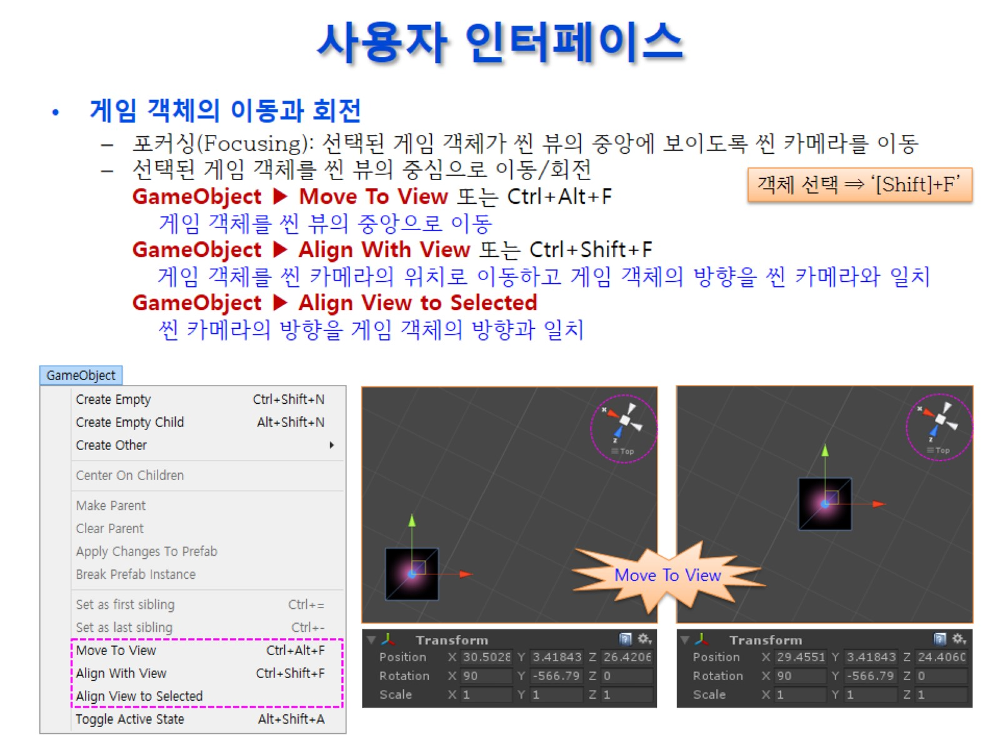 사용자 인터페이스
• 게임 객체의 이동과 회전
– 포커싱(Focusing): 선택된 게임 객체가 씬 뷰의 중앙에 보이도록 씬 카메라를 이동
– 선택된 게임 객체를 씬 뷰의 중심으로 이동/회전
객체 선택 ⇒ ‘[Shift]+F’
GameObject ▶ Move To View 또는 Ctrl+Alt+F
게임 객체를 씬 뷰의 중앙으로 이동
GameObject ▶ Align With View 또는 Ctrl+Shift+F
게임 객체를 씬 카메라의 위치로 이동하고 게임 객체의 방향을 씬 카메라와 일치
GameObject ▶ Align View to Selected
씬 카메라의 방향을 게임 객체의 방향과 일치
GameObject
Create Empty Ctrl+Shift+N
Create Empty Child Alt+Shift+N
Create Other
Center On Children
Make Parent
Clear Parent
Apply Changes To Prefab
Break Prefab Instance
Set as first sibling Ctrl+=
Set as last sibling Ctrl+-
Move To View Ctrl+Alt+F
Align With View Ctrl+Shift+F
Align View to Selected
Toggle Active State Alt+Shift+A
x
z
Top
x
z
Top
Move To View
Transform
Position X 30.5028 Y 3.41843 Z 26.4206
Rotation X 90 Y -566.79 Z 0
Scale X 1 Y 1 Z 1
Transform
Position X 29.4551 Y 3.41843 Z 24.4060
Rotation X 90 Y -566.79 Z 0
Scale X 1 Y 1 Z 1